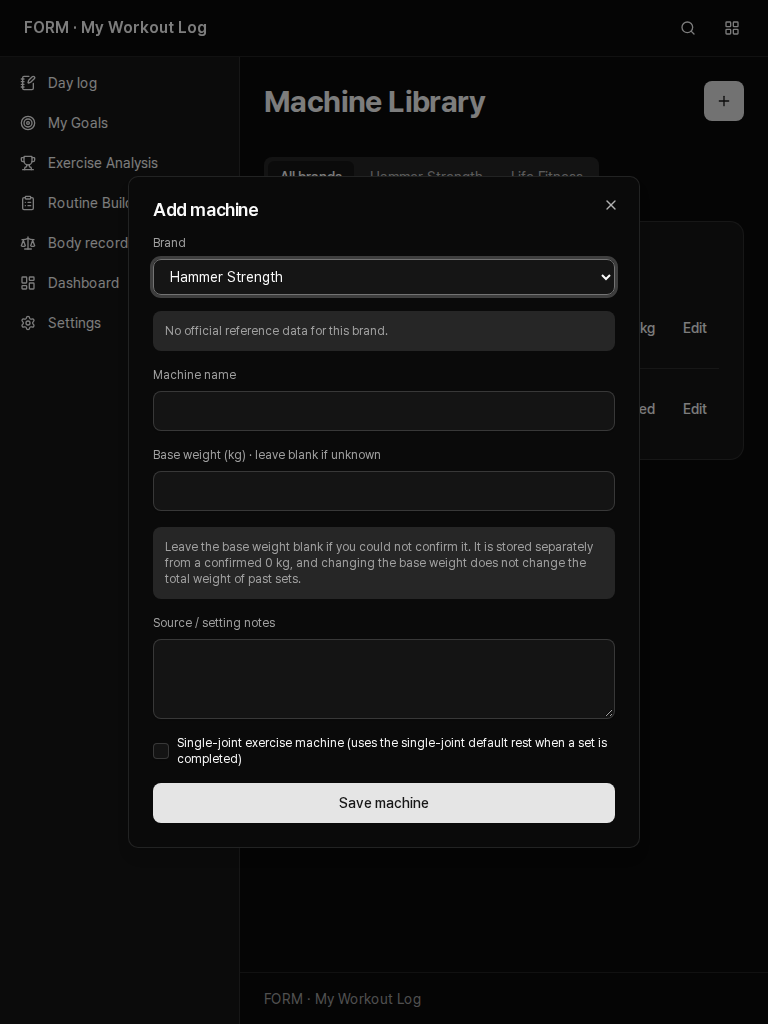 FORM · My Workout Log
Day log
My Goals
Exercise Analysis
Routine Buil
Body record
Dashboard
Settings
Machine Library
All brands
Hammer Strength
Life Fitness
kg
Edit
ed
Edit
Add machine
Brand
Hammer Strength
No official reference data for this brand.
Machine name
Base weight (kg) · leave blank if unknown
Leave the base weight blank if you could not confirm it. It is stored separately
from a confirmed 0 kg, and changing the base weight does not change the
total weight of past sets.
Source / setting notes
Single-joint exercise machine (uses the single-joint default rest when a set is
completed)
Save machine
FORM · My Workout Log